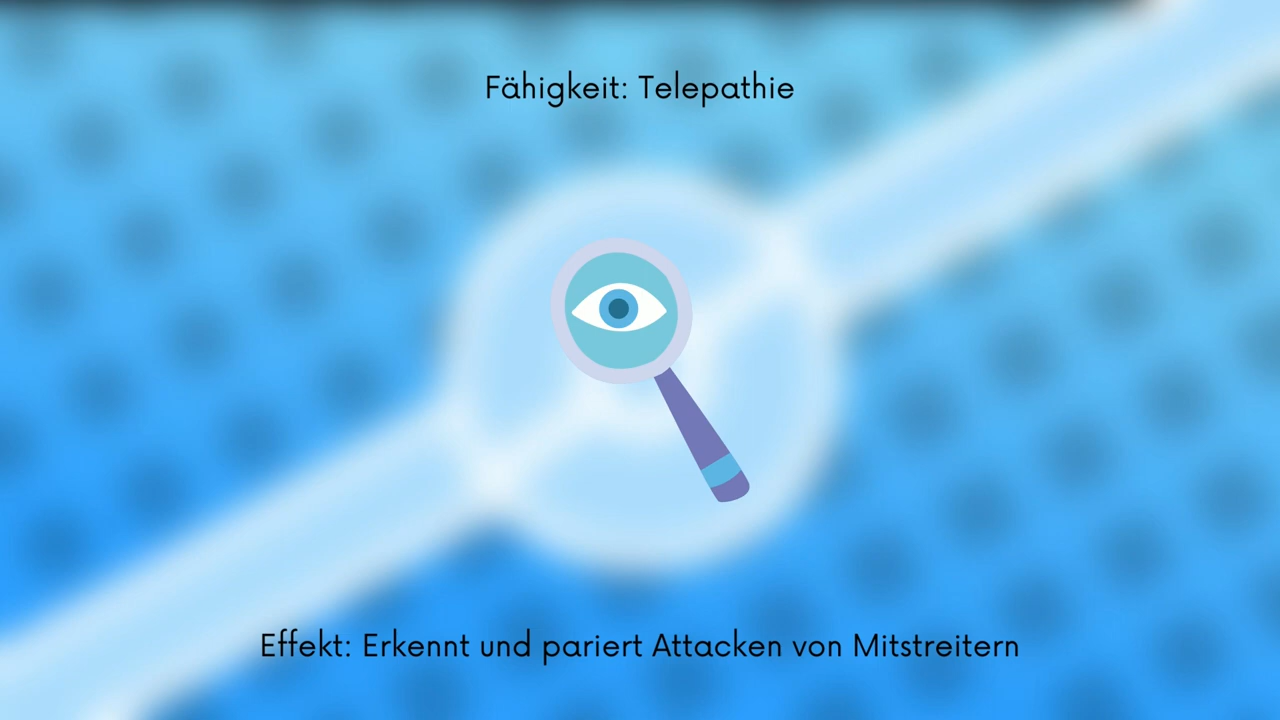 Fähigkeit: Telepathie
Effekt: Erkennt und pariert Attacken von Mitstreitern